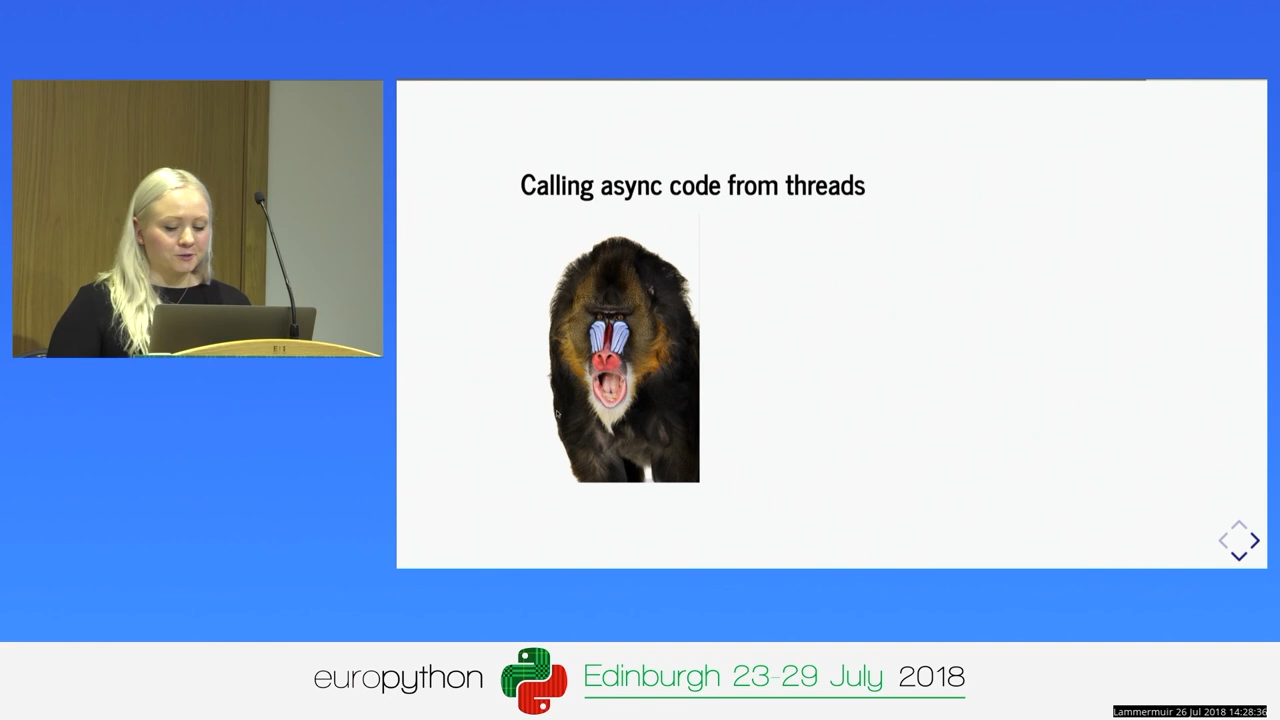 Calling async code from threads
europython
Edinburgh 23-29 July 2018
Lammermuir 26 Jul 2018 14:28:36